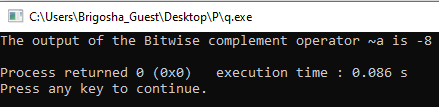 C:\Users\Brigosha_Guest\Desktop\P\q.exe
The output of the Bitwise complement operator ~a is -8
Process returned 0 (0x0)   execution time : 0.086 s
Press any key to continue.